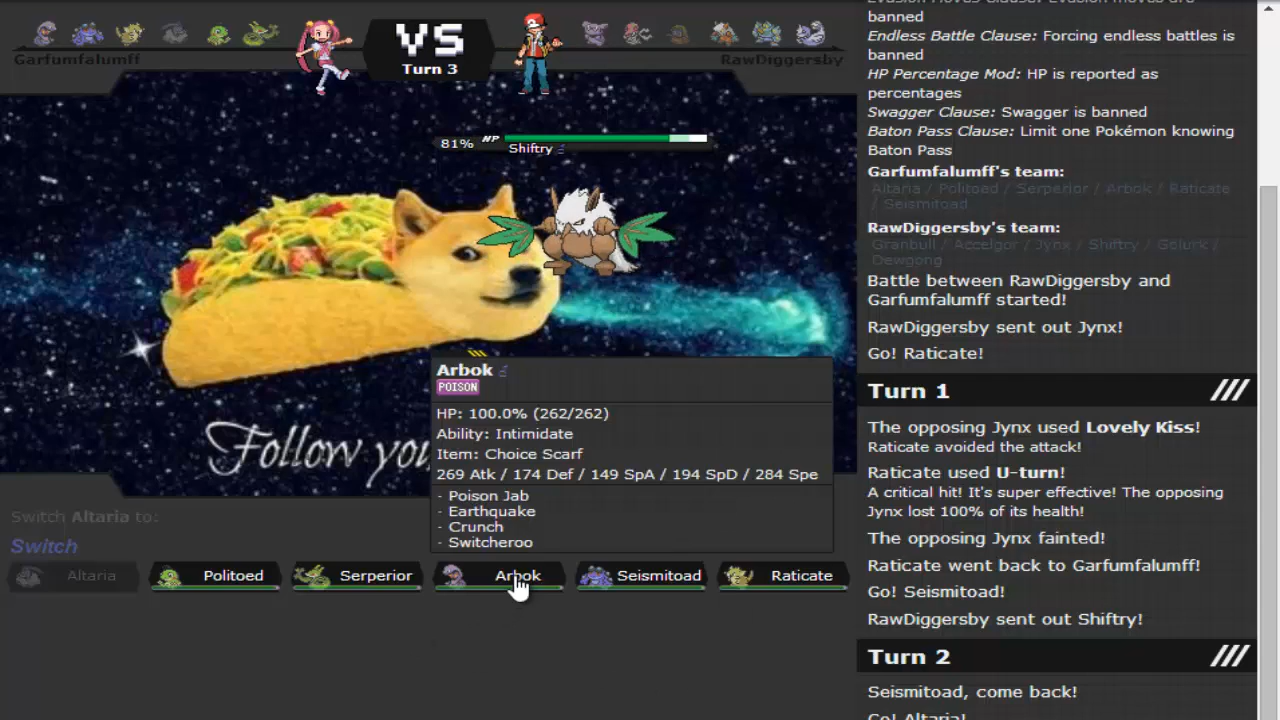 VS
Turn 3
Garfumfalumff
RawDiggersby
81%
HP
Shiftry
Follow you
Arbok
POISON
HP: 100.0% (262/262)
Ability: Intimidate
Item: Choice Scarf
269 Atk / 174 Def / 149 SpA / 194 SpD / 284 Spe
- Poison Jab
- Earthquake
- Crunch
- Switcheroo
Switch Altaria to:
Switch
Altaria
Politoed
Serperior
Arbok
Seismitoad
Raticate
Evasion Moves Clause: Evasion moves are
banned
Endless Battle Clause: Forcing endless battles is
banned
HP Percentage Mod: HP is reported as
percentages
Swagger Clause: Swagger is banned
Baton Pass Clause: Limit one Pokémon knowing
Baton Pass
Garfumfalumff's team:
Altaria / Politoed / Serperior / Arbok / Raticate
/ Seismitoad
RawDiggersby's team:
Granbull / Accelgor / Jynx / Shiftry / Golurk /
Dewgong
Battle between RawDiggersby and
Garfumfalumff started!
RawDiggersby sent out Jynx!
Go! Raticate!
Turn 1
The opposing Jynx used Lovely Kiss!
Raticate avoided the attack!
Raticate used U-turn!
A critical hit! It's super effective! The opposing
Jynx lost 100% of its health!
The opposing Jynx fainted!
Raticate went back to Garfumfalumff!
Go! Seismitoad!
RawDiggersby sent out Shiftry!
Turn 2
Seismitoad, come back!
Go! Altaria!